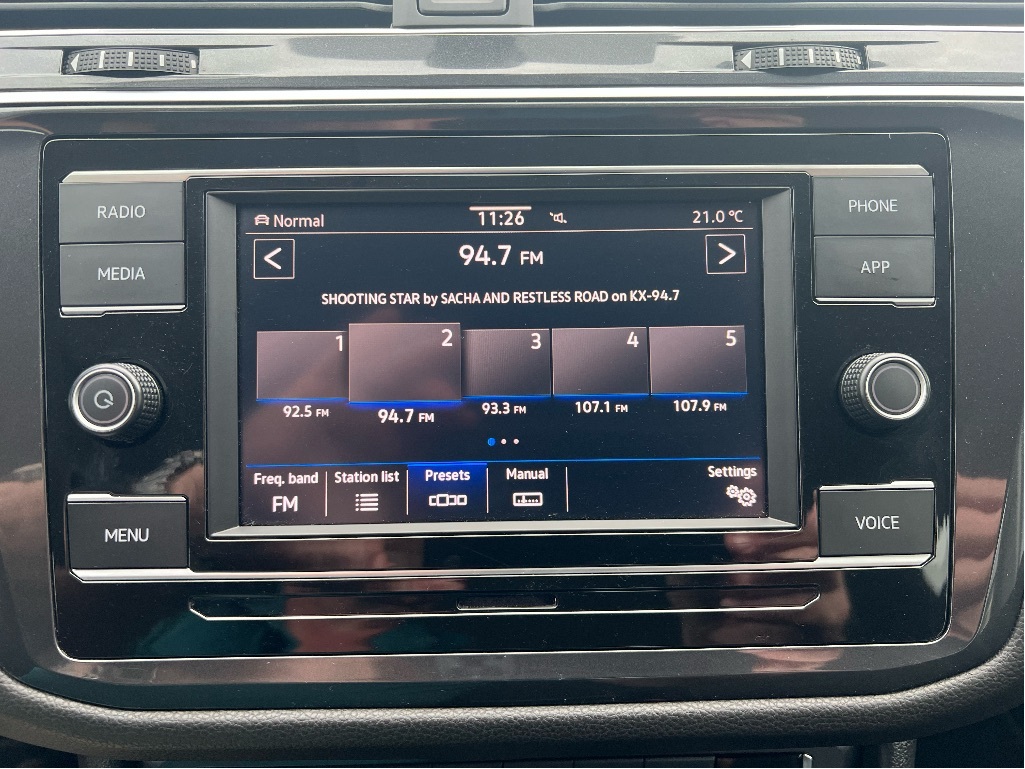 RADIO
MEDIA
MENU
Normal
11:26
21.0 °C
<
94.7 FM
>
SHOOTING STAR by SACHA AND RESTLESS ROAD on KX-94.7
1 2 3 4 5
92.5 FM 94.7 FM 93.3 FM 107.1 FM 107.9 FM
Freq. band Station list Presets Manual Settings
FM
PHONE
APP
VOICE